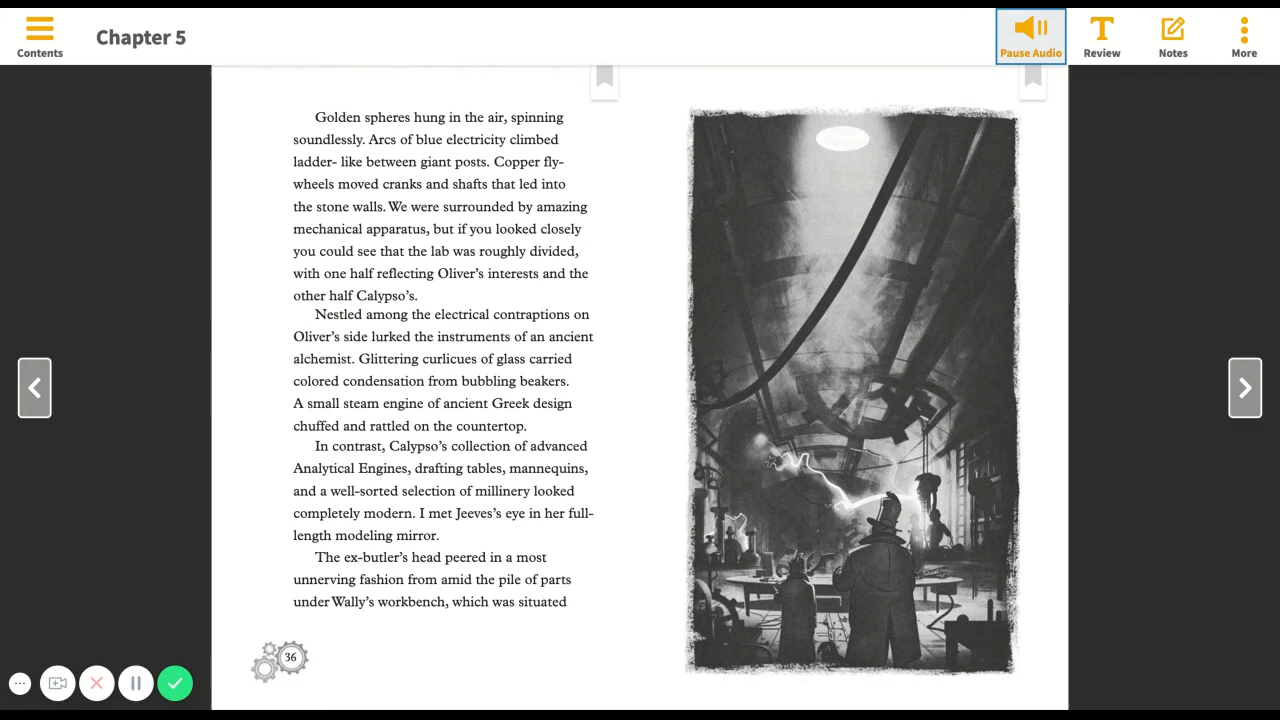 Contents
Chapter 5
Pause Audio
Review
Notes
More
Golden spheres hung in the air, spinning
soundlessly. Arcs of blue electricity climbed
ladder- like between giant posts. Copper fly-
wheels moved cranks and shafts that led into
the stone walls. We were surrounded by amazing
mechanical apparatus, but if you looked closely
you could see that the lab was roughly divided,
with one half reflecting Oliver’s interests and the
other half Calypso’s.
Nestled among the electrical contraptions on
Oliver’s side lurked the instruments of an ancient
alchemist. Glittering curlicues of glass carried
colored condensation from bubbling beakers.
A small steam engine of ancient Greek design
chuffed and rattled on the countertop.
In contrast, Calypso’s collection of advanced
Analytical Engines, drafting tables, mannequins,
and a well-sorted selection of millinery looked
completely modern. I met Jeeves’s eye in her full-
length modeling mirror.
The ex-butler’s head peered in a most
unnerving fashion from amid the pile of parts
under Wally’s workbench, which was situated
36